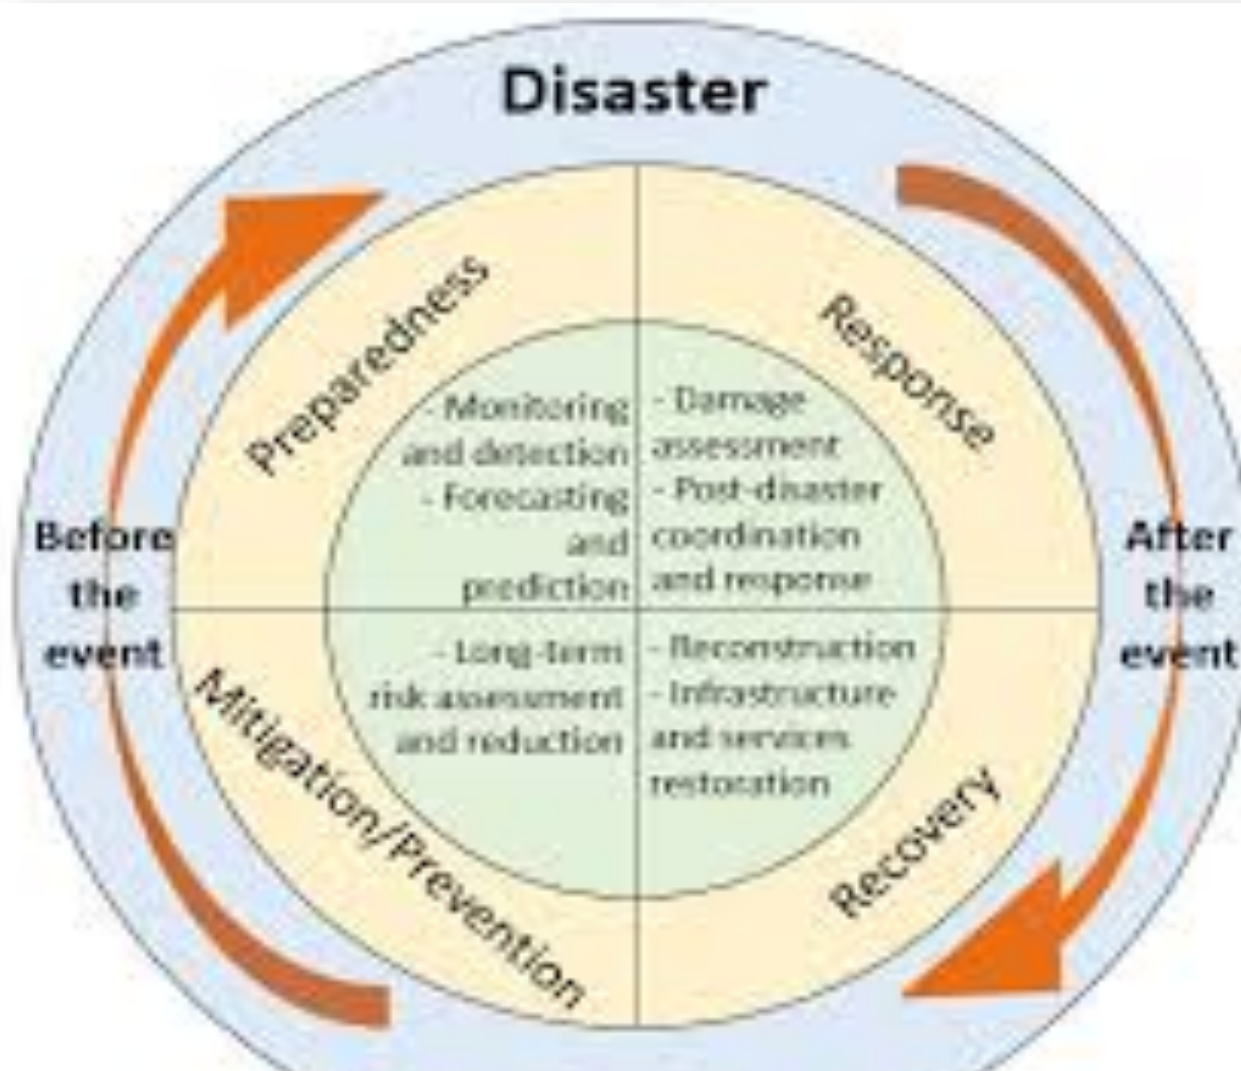 Disaster
Preparedness
Response
- Monitoring
and detection
- Forecasting
and
prediction
- Damage
assessment
- Post-disaster
coordination
and response
Before
the
event
After
the
event
- Long-term
risk assessment
and reduction
- Reconstruction
- Infrastructure
and services
restoration
Mitigation/Prevention
Recovery